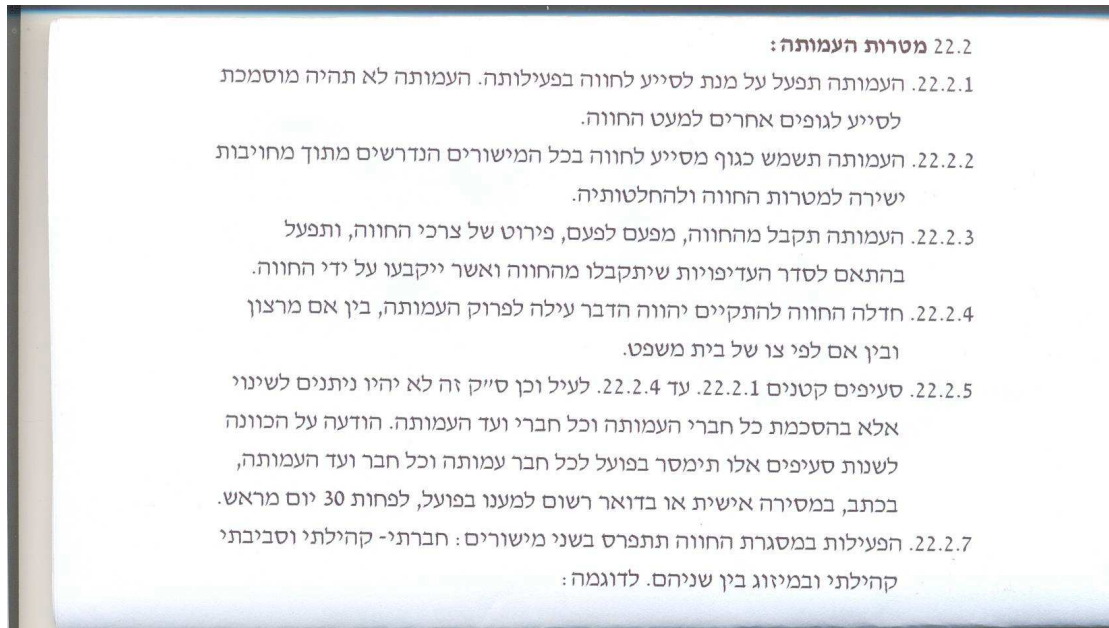 22.2 מטרות העמותה:
22.2.1. העמותה תפעל על מנת לסייע לחווה בפעילותה. העמותה לא תהיה מוסמכת
לסייע לגופים אחרים למעט החווה.
22.2.2. העמותה תשמש כגוף מסייע לחווה בכל המישורים הנדרשים מתוך מחויבות
ישירה למטרות החווה ולהחלטותיה.
22.2.3. העמותה תקבל מהחווה, מפעם לפעם, פירוט של צרכי החווה, ותפעל
בהתאם לסדר העדיפויות שיתקבלו מהחווה ואשר ייקבעו על ידי החווה.
22.2.4. חדלה החווה להתקיים יהווה הדבר עילה לפרוק העמותה, בין אם מרצון
ובין אם לפי צו של בית משפט.
22.2.5. סעיפים קטנים 22.2.1. עד 22.2.4. לעיל וכן ס״ק זה לא יהיו ניתנים לשינוי
אלא בהסכמת כל חברי העמותה וכל חברי ועד העמותה. הודעה על הכוונה
לשנות סעיפים אלו תימסר בפועל לכל חבר עמותה וכל חבר ועד העמותה,
בכתב, במסירה אישית או בדואר רשום למענו בפועל, לפחות 30 יום מראש.
22.2.7. הפעילות במסגרת החווה תתפרס בשני מישורים: חברתי- קהילתי וסביבתי
קהילתי ובמיזוג בין שניהם. לדוגמה: